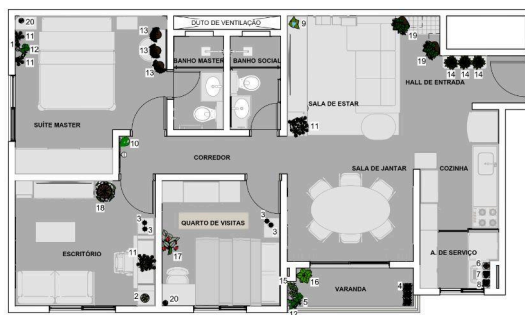 20
DUTO DE VENTILAÇÃO
9
19
13
11
1
12
13
11
13
BANHO MASTER
BANHO SOCIAL
19
14 14 14
HALL DE ENTRADA
SALA DE ESTAR
SUÍTE MASTER
11
10
CORREDOR
SALA DE JANTAR
COZINHA
18
3
3
3
3
QUARTO DE VISITAS
ESCRITÓRIO
11
17
A. DE SERVIÇO
6
7
8
15
16
VARANDA
4
2
20
5
13